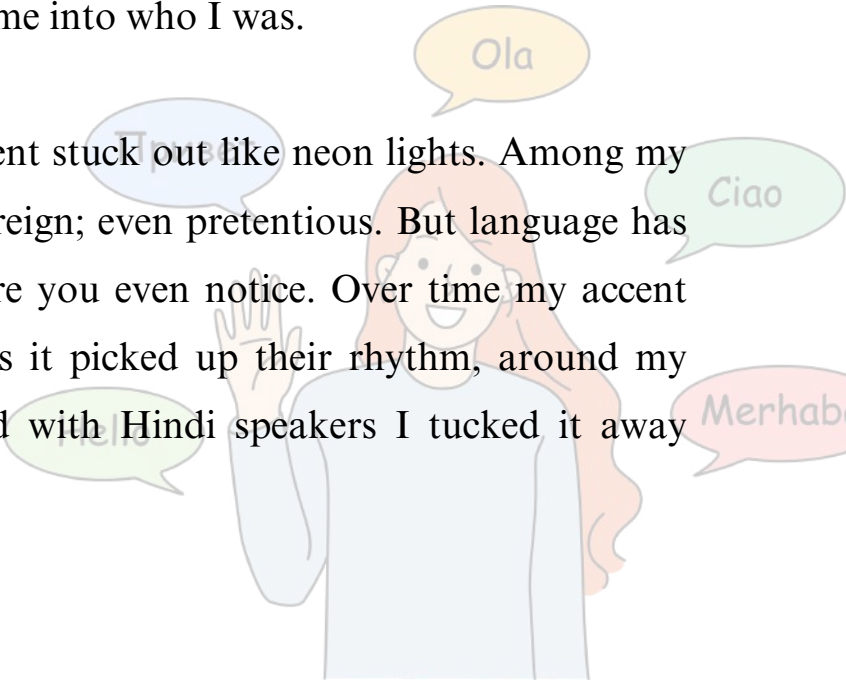 me into who I was.
Ola
ent stuck out like neon lights. Among my
Привет
reign; even pretentious. But language has
Ciao
re you even notice. Over time my accent
s it picked up their rhythm, around my
d with Hindi speakers I tucked it away
Merhab
Hello